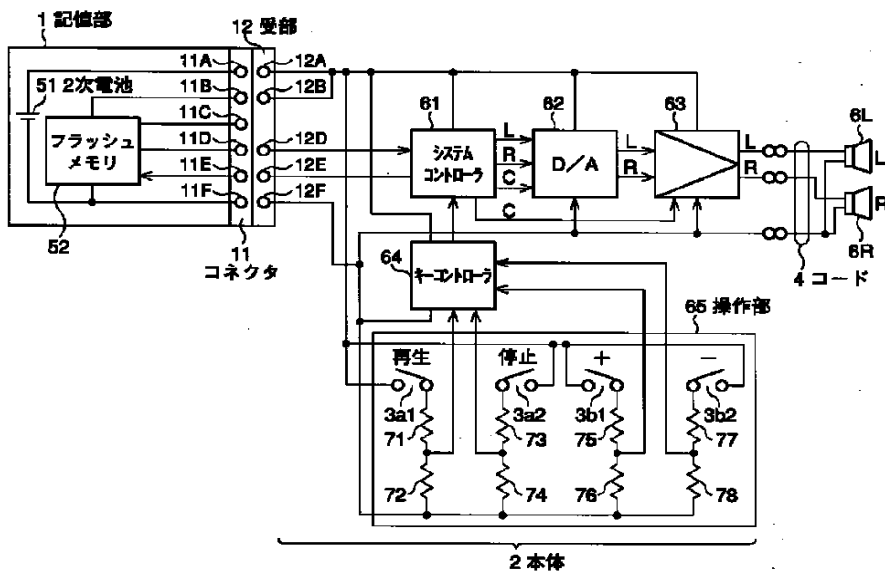 1 記憶部
12 受部
11A
12A
11B
12B
51 2次電池
11C
フラッシュ
メモリ
11D
12D
11E
12E
11F
12F
52
11
コネクタ
61
システム
コントローラ
L
R
C
C
62
D/A
L
R
63
L
R
6L
L
R
6R
4 コード
64
キーコントローラ
65 操作部
再生
停止
+
−
3a1
3a2
3b1
3b2
71
73
75
77
72
74
76
78
2 本体